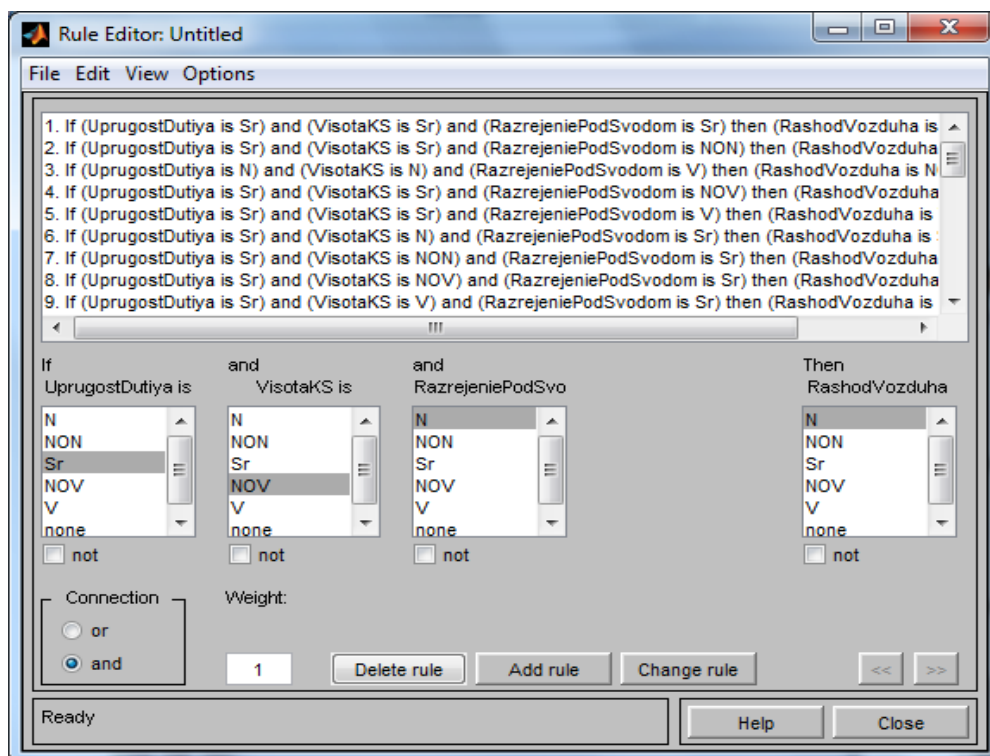 Rule Editor: Untitled
File Edit View Options
1. If (UprugostDutiya is Sr) and (VisotaKS is Sr) and (RazrejeniePodSvodom is Sr) then (RashodVozduha is
2. If (UprugostDutiya is Sr) and (VisotaKS is Sr) and (RazrejeniePodSvodom is NON) then (RashodVozduha
3. If (UprugostDutiya is N) and (VisotaKS is N) and (RazrejeniePodSvodom is V) then (RashodVozduha is
4. If (UprugostDutiya is Sr) and (VisotaKS is Sr) and (RazrejeniePodSvodom is NOV) then (RashodVozduha
5. If (UprugostDutiya is Sr) and (VisotaKS is Sr) and (RazrejeniePodSvodom is V) then (RashodVozduha is
6. If (UprugostDutiya is Sr) and (VisotaKS is N) and (RazrejeniePodSvodom is Sr) then (RashodVozduha is
7. If (UprugostDutiya is Sr) and (VisotaKS is NON) and (RazrejeniePodSvodom is Sr) then (RashodVozduha
8. If (UprugostDutiya is Sr) and (VisotaKS is NOV) and (RazrejeniePodSvodom is Sr) then (RashodVozduha
9. If (UprugostDutiya is Sr) and (VisotaKS is V) and (RazrejeniePodSvodom is Sr) then (RashodVozduha is
If
UprugostDutiya is
N
NON
Sr
NOV
V
none
not
and
VisotaKS is
N
NON
Sr
NOV
V
none
not
and
RazrejeniePodSvo
N
NON
Sr
NOV
V
none
not
Then
RashodVozduha
N
NON
Sr
NOV
V
none
not
Connection
or
and
Weight:
1
Delete rule
Add rule
Change rule
<<
>>
Ready
Help
Close